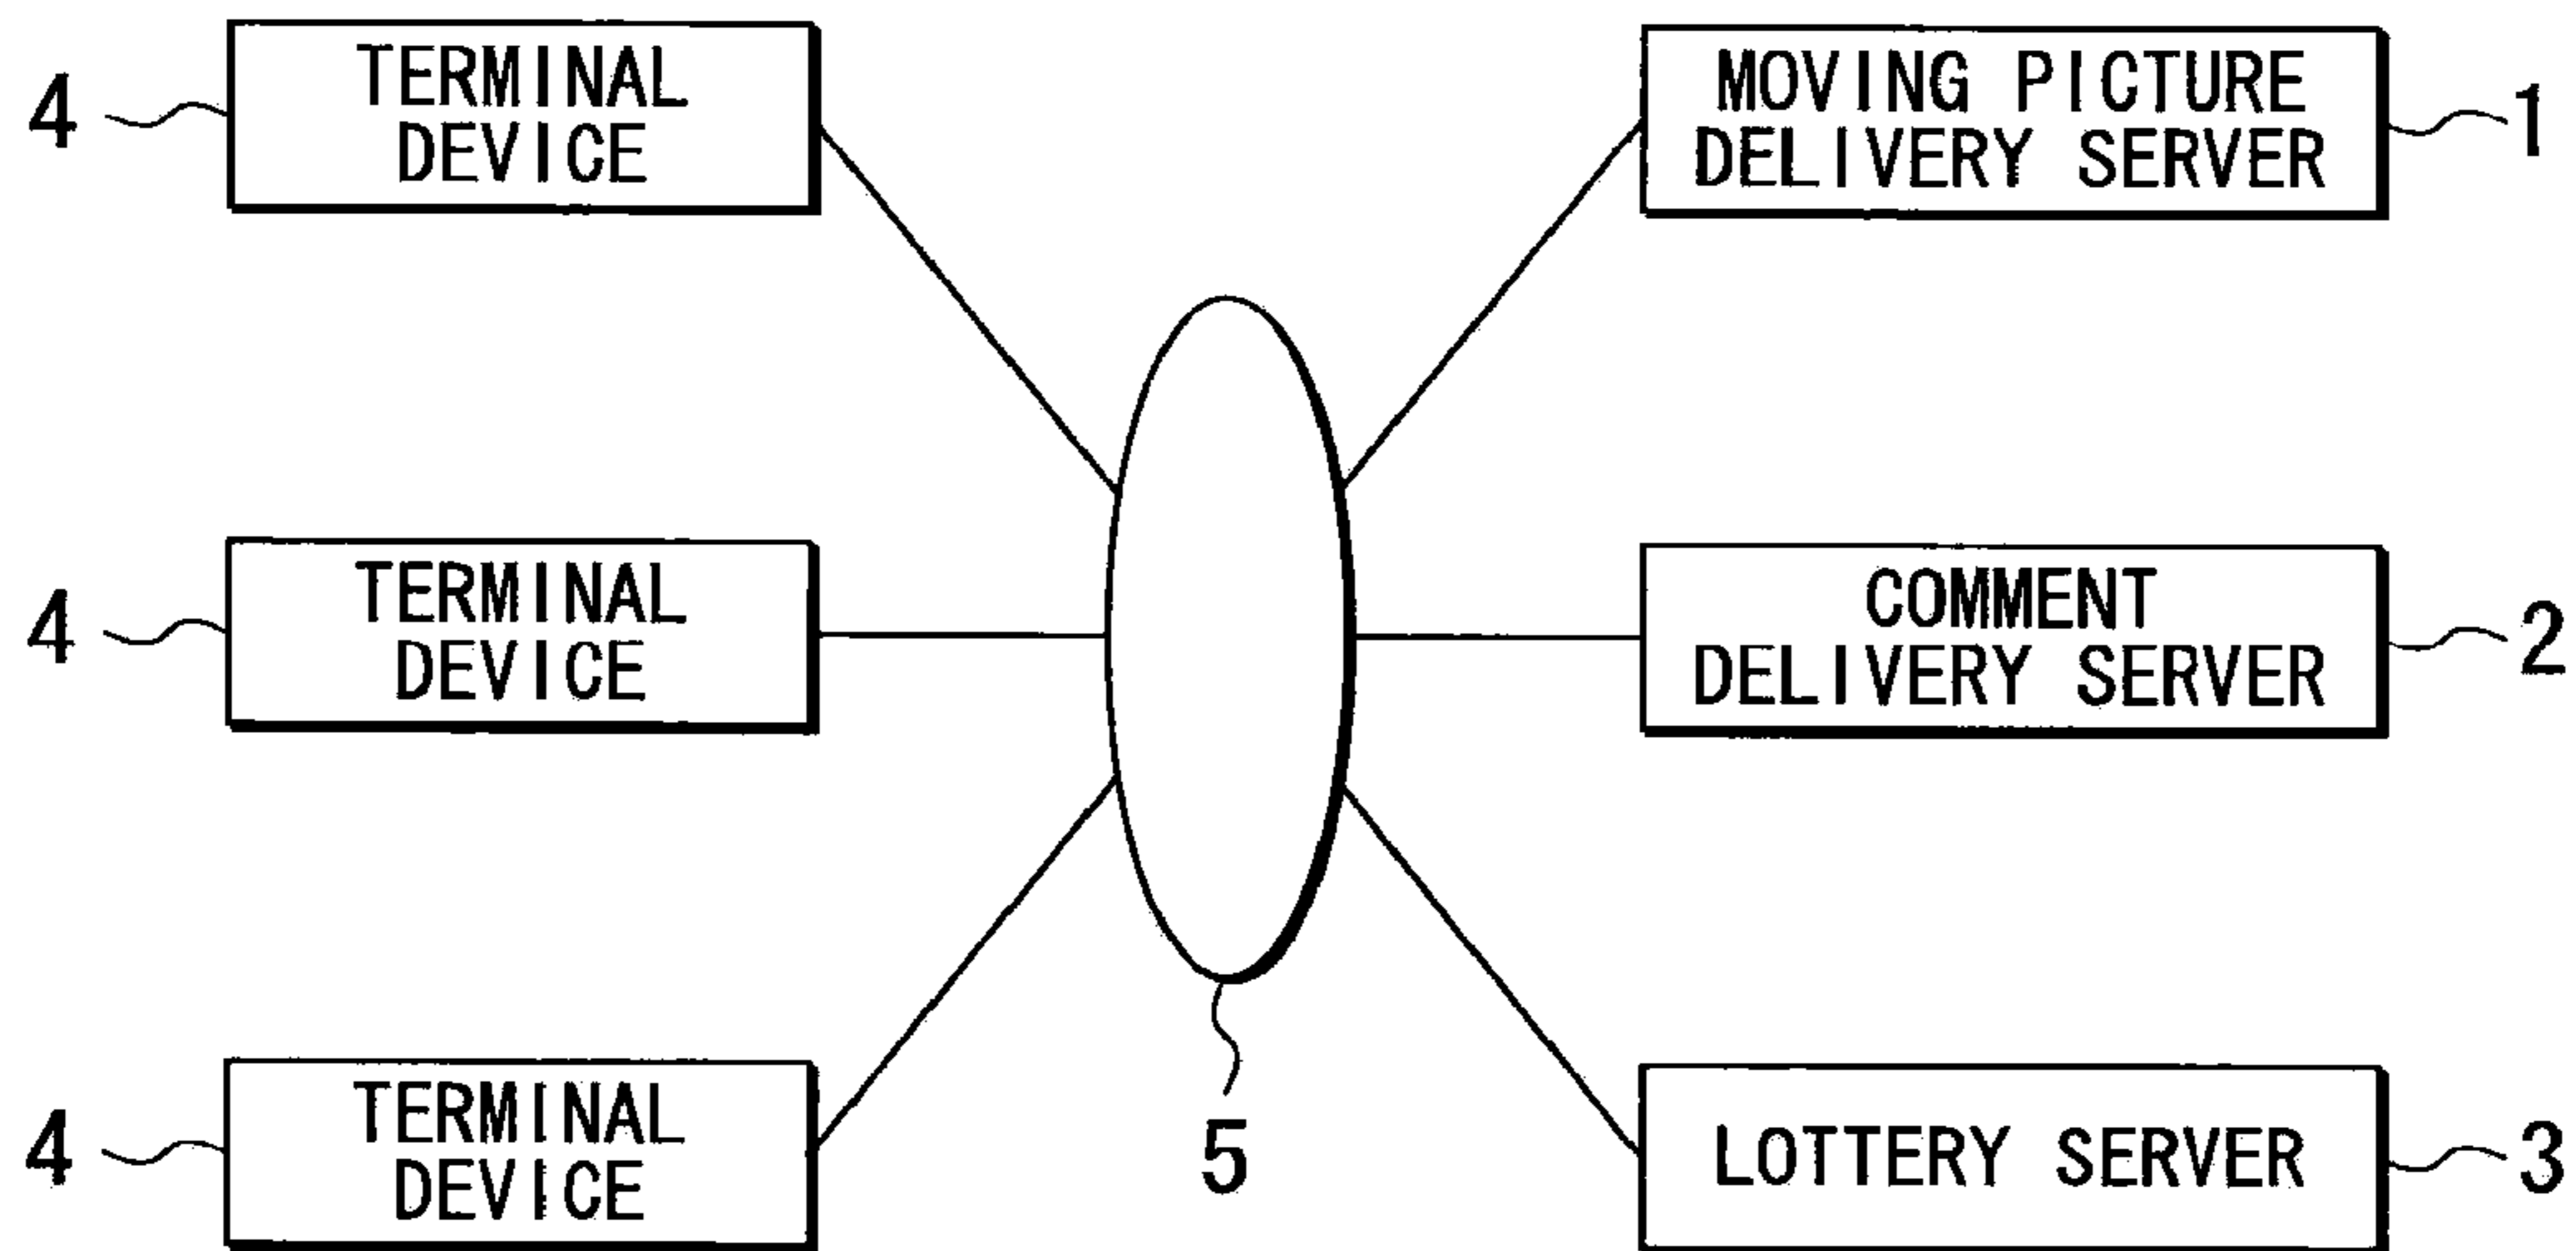 4
TERMINAL
DEVICE
MOVING PICTURE
DELIVERY SERVER
1
4
TERMINAL
DEVICE
COMMENT
DELIVERY SERVER
2
4
TERMINAL
DEVICE
5
LOTTERY SERVER
3